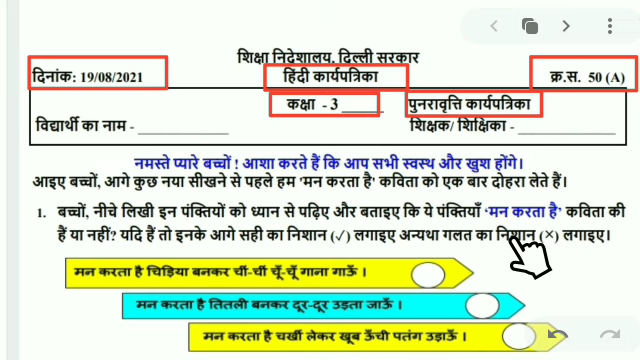 शिक्षा निदेशालय, दिल्ली सरकार
दिनांक: 19/08/2021 हिंदी कार्यपत्रिका क्र.स. 50 (A)
कक्षा - 3 _____ पुनरावृत्ति कार्यपत्रिका
विद्यार्थी का नाम - ____________ शिक्षक/ शिक्षिका - ____________
नमस्ते प्यारे बच्चों ! आशा करते हैं कि आप सभी स्वस्थ और खुश होंगे।
आइए बच्चों, आगे कुछ नया सीखने से पहले हम 'मन करता है' कविता को एक बार दोहरा लेते हैं।
1. बच्चों, नीचे लिखी इन पंक्तियों को ध्यान से पढ़िए और बताइए कि ये पंक्तियाँ 'मन करता है' कविता की
हैं या नहीं? यदि हैं तो इनके आगे सही का निशान (✓) लगाइए अन्यथा गलत का निशान (×) लगाइए।
मन करता है चिड़िया बनकर चीं-चीं चूँ-चूँ गाना गाऊँ ।
मन करता है तितली बनकर दूर-दूर उड़ता जाऊँ ।
मन करता है चर्खी लेकर खूब ऊँची पतंग उड़ाऊँ ।